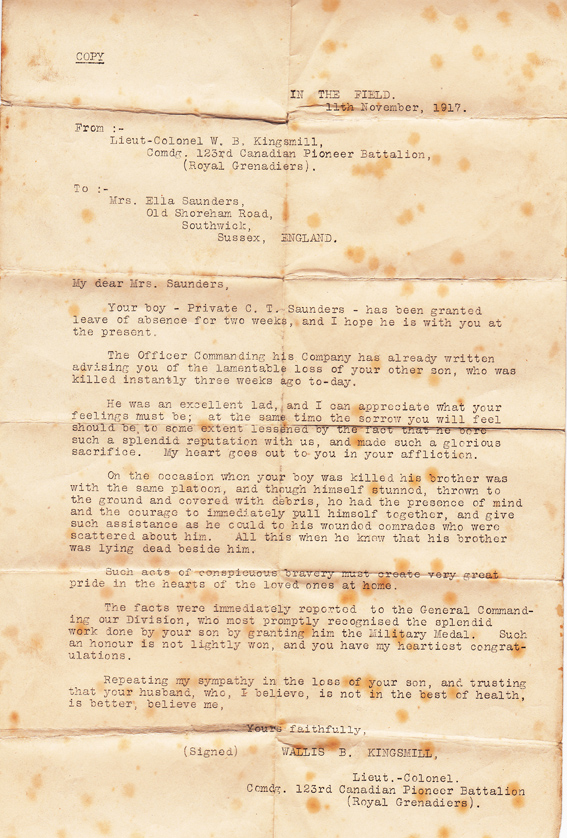 COPY
IN THE FIELD.
11th November, 1917.
From :-
Lieut-Colonel W. B. Kingsmill,
Comdg. 123rd Canadian Pioneer Battalion,
(Royal Grenadiers).
To :-
Mrs. Ella Saunders,
Old Shoreham Road,
Southwick,
Sussex, ENGLAND.
My dear Mrs. Saunders,
Your boy - Private C. T. Saunders - has been granted
leave of absence for two weeks, and I hope he is with you at
the present.
The Officer Commanding his Company has already written
advising you of the lamentable loss of your other son, who was
killed instantly three weeks ago to-day.
He was an excellent lad, and I can appreciate what your
feelings must be; at the same time the sorrow you will feel
should be to some extent lessened by the fact that he bore
such a splendid reputation with us, and made such a glorious
sacrifice. My heart goes out to you in your affliction.
On the occasion when your boy was killed his brother was
with the same platoon, and though himself stunned, thrown to
the ground and covered with debris, he had the presence of mind
and the courage to immediately pull himself together, and give
such assistance as he could to his wounded comrades who were
scattered about him. All this when he knew that his brother
was lying dead beside him.
Such acts of conspicuous bravery must create very great
pride in the hearts of the loved ones at home.
The facts were immediately reported to the General Command-
ing our Division, who most promptly recognised the splendid
work done by your son by granting him the Military Medal. Such
an honour is not lightly won, and you have my heartiest congrat-
ulations.
Repeating my sympathy in the loss of your son, and trusting
that your husband, who, I believe, is not in the best of health,
is better, believe me,
Yours faithfully,
(Signed) WALLIS B. KINGSMILL,
Lieut.-Colonel.
Comdg. 123rd Canadian Pioneer Battalion
(Royal Grenadiers).